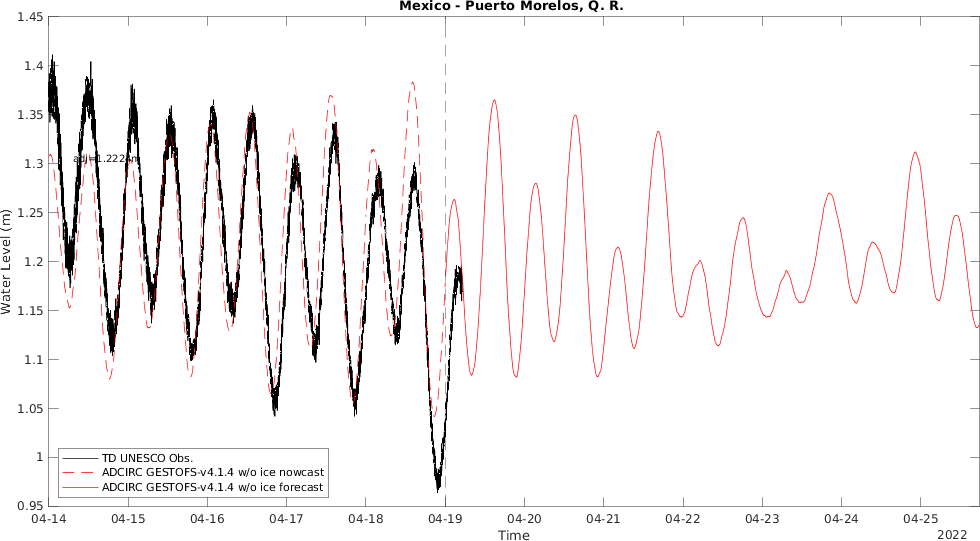 Mexico - Puerto Morelos, Q. R.
1.45
1.4
1.35
1.3
1.25
1.2
1.15
1.1
1.05
1
0.95
Water Level (m)
adj=1.2224m
TD UNESCO Obs.
ADCIRC GESTOFS-v4.1.4 w/o ice nowcast
ADCIRC GESTOFS-v4.1.4 w/o ice forecast
04-14 04-15 04-16 04-17 04-18 04-19 04-20 04-21 04-22 04-23 04-24 04-25
Time
2022